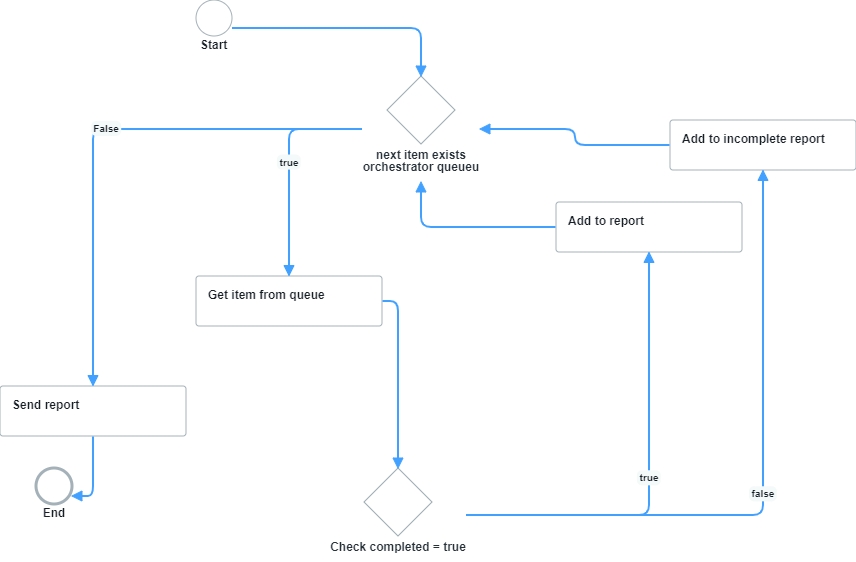 Start
next item exists
orchestrator queueu
Add to incomplete report
False
true
Add to report
Get item from queue
Send report
true
false
End
Check completed = true